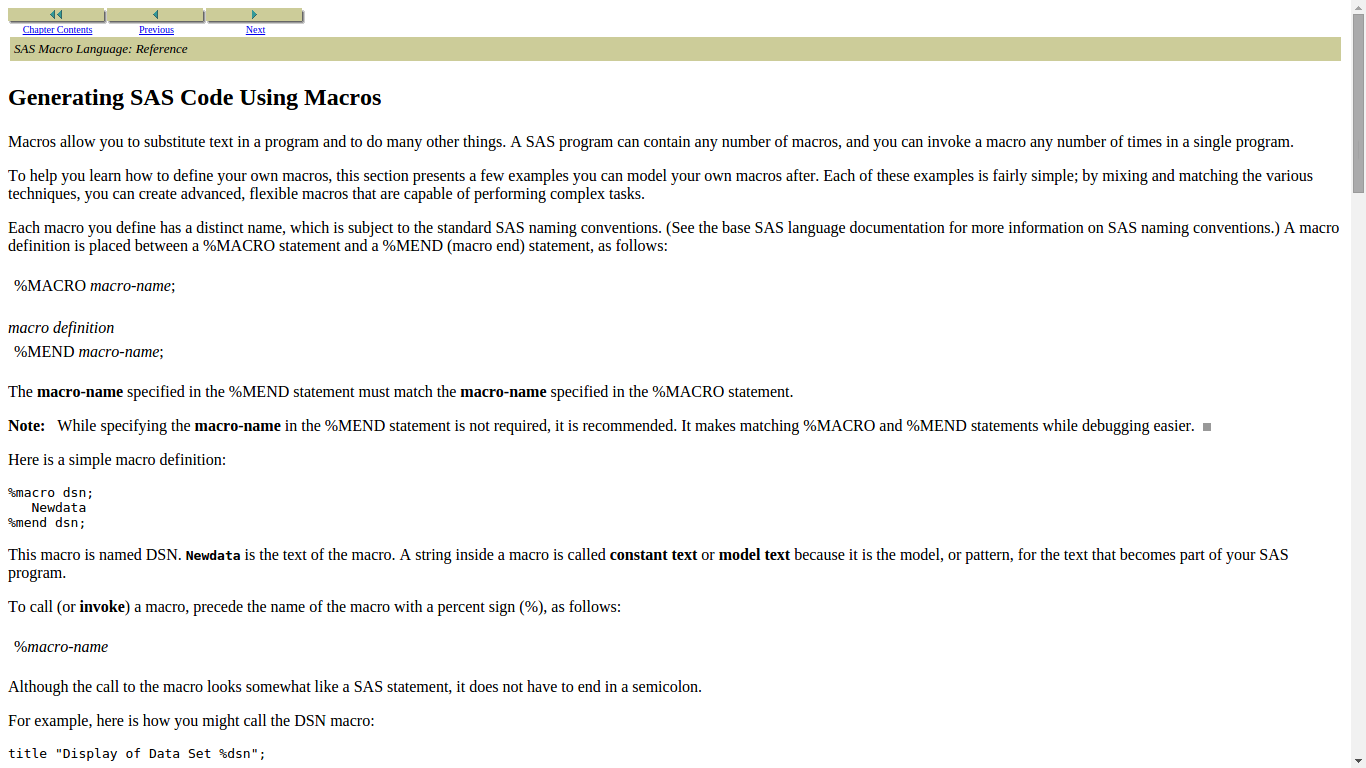 Chapter Contents Previous Next
SAS Macro Language: Reference
Generating SAS Code Using Macros
Macros allow you to substitute text in a program and to do many other things. A SAS program can contain any number of macros, and you can invoke a macro any number of times in a single program.
To help you learn how to define your own macros, this section presents a few examples you can model your own macros after. Each of these examples is fairly simple; by mixing and matching the various
techniques, you can create advanced, flexible macros that are capable of performing complex tasks.
Each macro you define has a distinct name, which is subject to the standard SAS naming conventions. (See the base SAS language documentation for more information on SAS naming conventions.) A macro
definition is placed between a %MACRO statement and a %MEND (macro end) statement, as follows:
%MACRO macro-name;
macro definition
%MEND macro-name;
The macro-name specified in the %MEND statement must match the macro-name specified in the %MACRO statement.
Note: While specifying the macro-name in the %MEND statement is not required, it is recommended. It makes matching %MACRO and %MEND statements while debugging easier.
Here is a simple macro definition:
%macro dsn;
Newdata
%mend dsn;
This macro is named DSN. Newdata is the text of the macro. A string inside a macro is called constant text or model text because it is the model, or pattern, for the text that becomes part of your SAS
program.
To call (or invoke) a macro, precede the name of the macro with a percent sign (%), as follows:
%macro-name
Although the call to the macro looks somewhat like a SAS statement, it does not have to end in a semicolon.
For example, here is how you might call the DSN macro:
title "Display of Data Set %dsn";